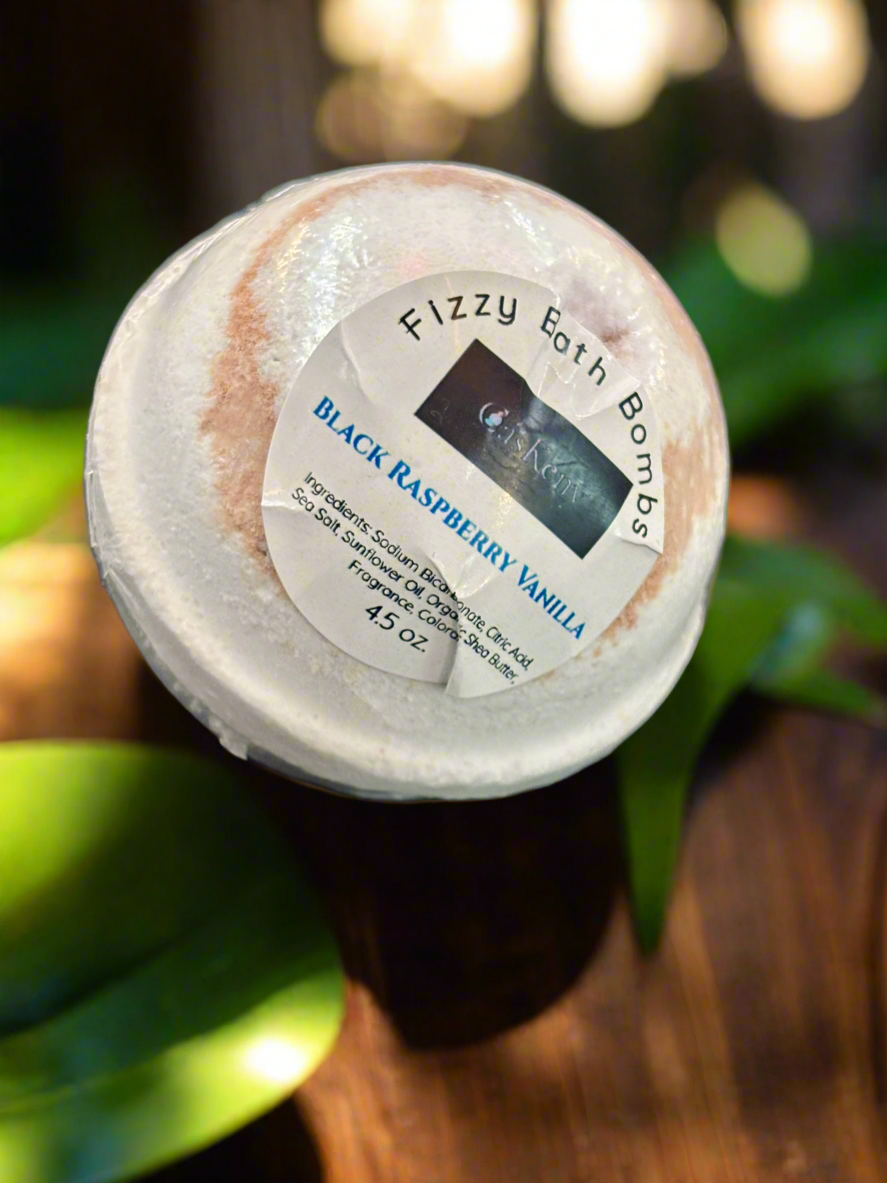 Fizzy Bath Bombs
BLACK RASPBERRY VANILLA
Ingredients: Sodium Bicarbonate, Citric Acid,
Sea Salt, Sunflower Oil, Organic Shea Butter,
Fragrance, Colorac
4.5 oz.